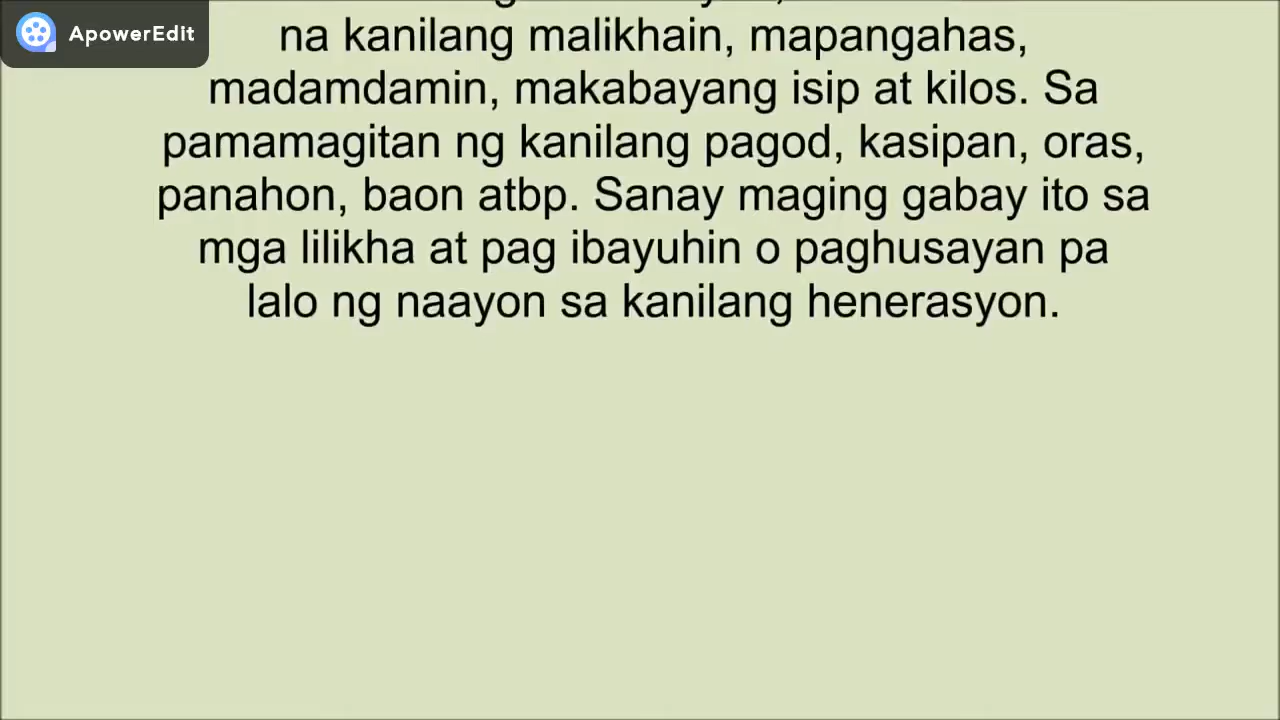 ApowerEdit
na kanilang malikhain, mapangahas,
madamdamin, makabayang isip at kilos. Sa
pamamagitan ng kanilang pagod, kasipan, oras,
panahon, baon atbp. Sanay maging gabay ito sa
mga lilikha at pag ibayuhin o paghusayan pa
lalo ng naayon sa kanilang henerasyon.